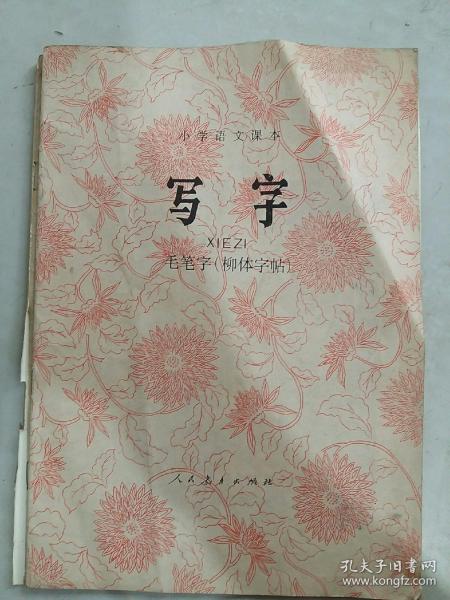 小学语文课本
写字
XIEZI
毛笔字(柳体字帖)
人民教育出版社
孔夫子旧书网
www.kongfz.com